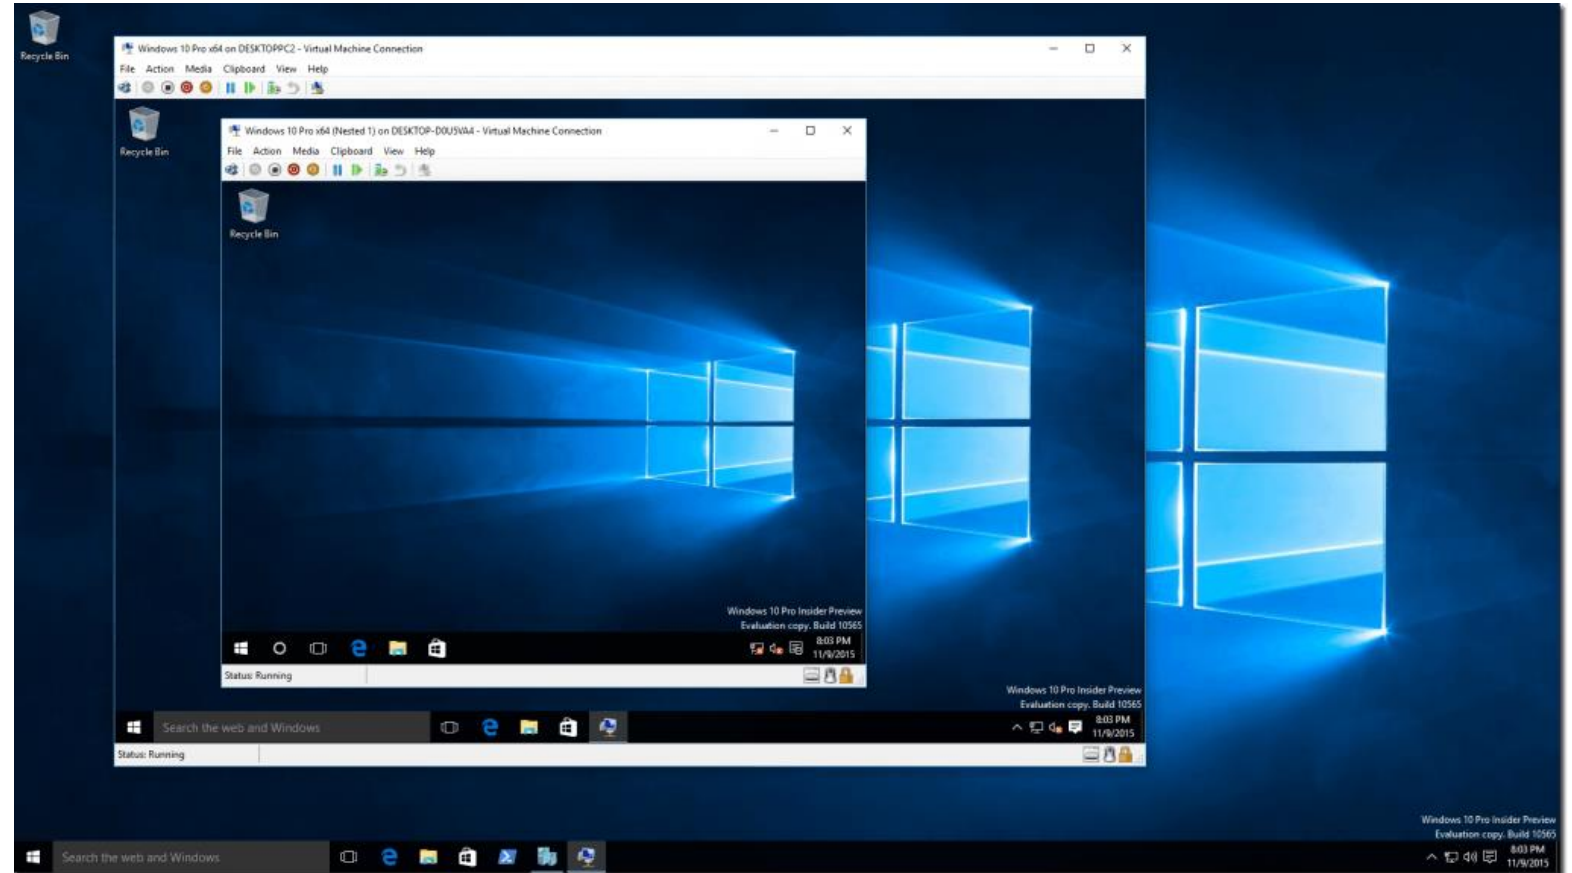 Recycle Bin
Windows 10 Pro x64 on DESKTOPPC2 - Virtual Machine Connection
File Action Media Clipboard View Help
Recycle Bin
Windows 10 Pro x64 (Nested 1) on DESKTOP-D0U5VA4 - Virtual Machine Connection
File Action Media Clipboard View Help
Recycle Bin
Windows 10 Pro Insider Preview
Evaluation copy. Build 10565
8:03 PM
11/9/2015
Status: Running
Windows 10 Pro Insider Preview
Evaluation copy. Build 10565
Search the web and Windows
8:03 PM
11/9/2015
Status: Running
Windows 10 Pro Insider Preview
Evaluation copy. Build 10565
Search the web and Windows
8:03 PM
11/9/2015